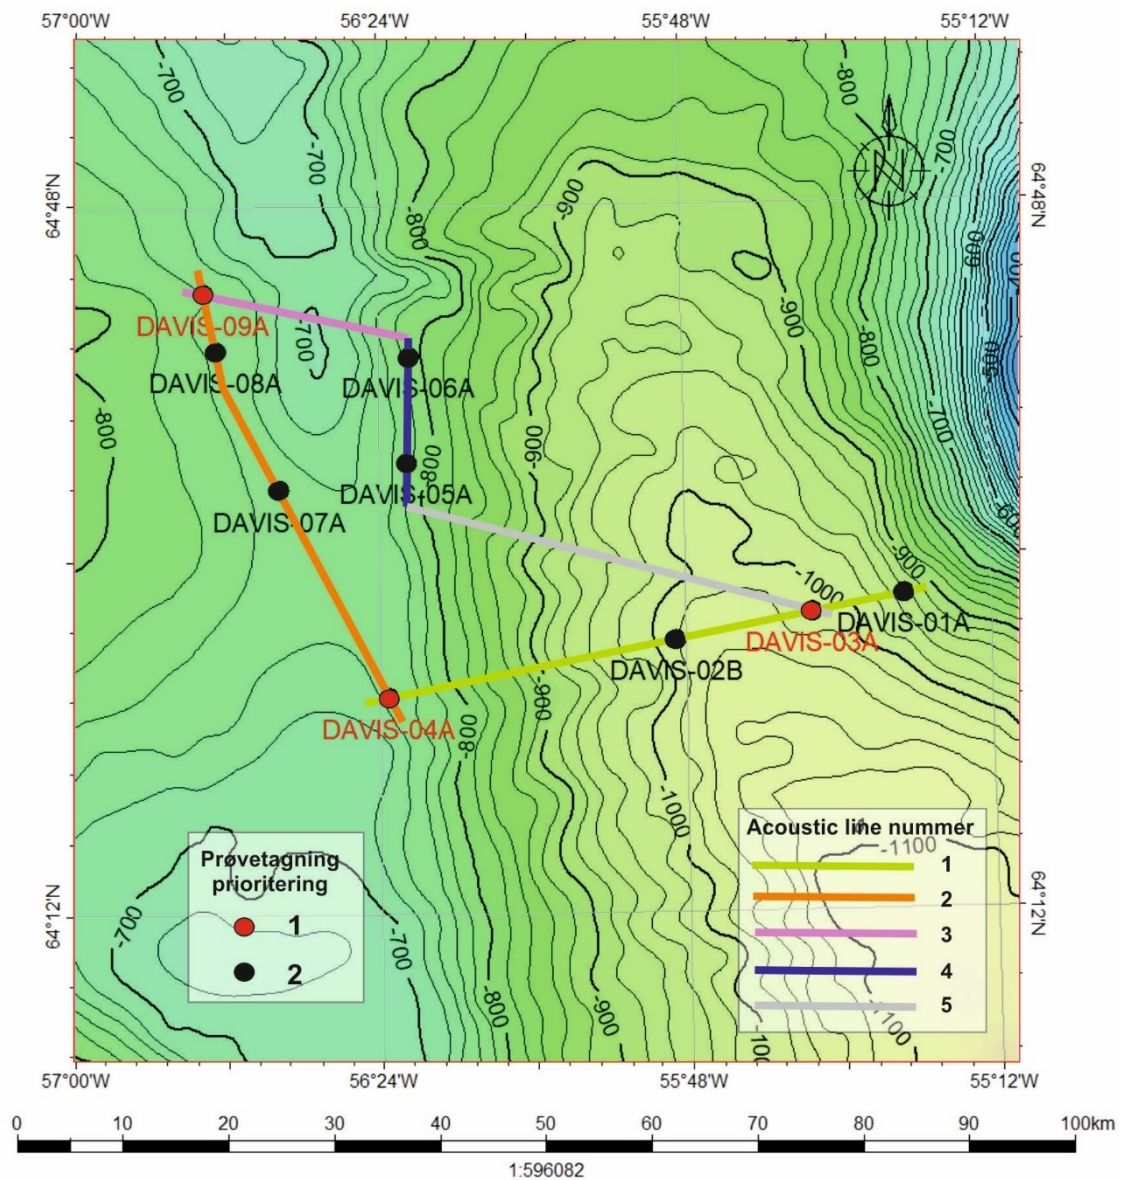 57°00'W
56°24'W
55°48'W
55°12'W
-700
-800
-700
-700
64°48'N
64°48'N
-900
-800
-600
DAVIS-09A
-900
-700
-800
-500
DAVIS-08A
DAVIS-06A
-800
-700
-900
-800
DAVIS-05A
DAVIS-07A
-600
-900
-1000
DAVIS-01A
DAVIS-03A
DAVIS-02B
-900
DAVIS-04A
-800
-1000
Prøvetagning
prioritering
1
2
Acoustic line nummer
-1100
1
2
3
4
5
64°12'N
64°12'N
-700
-700
-800
-900
-1100
57°00'W
56°24'W
55°48'W
55°12'W
0
10
20
30
40
50
60
70
80
90
100km
1:596082